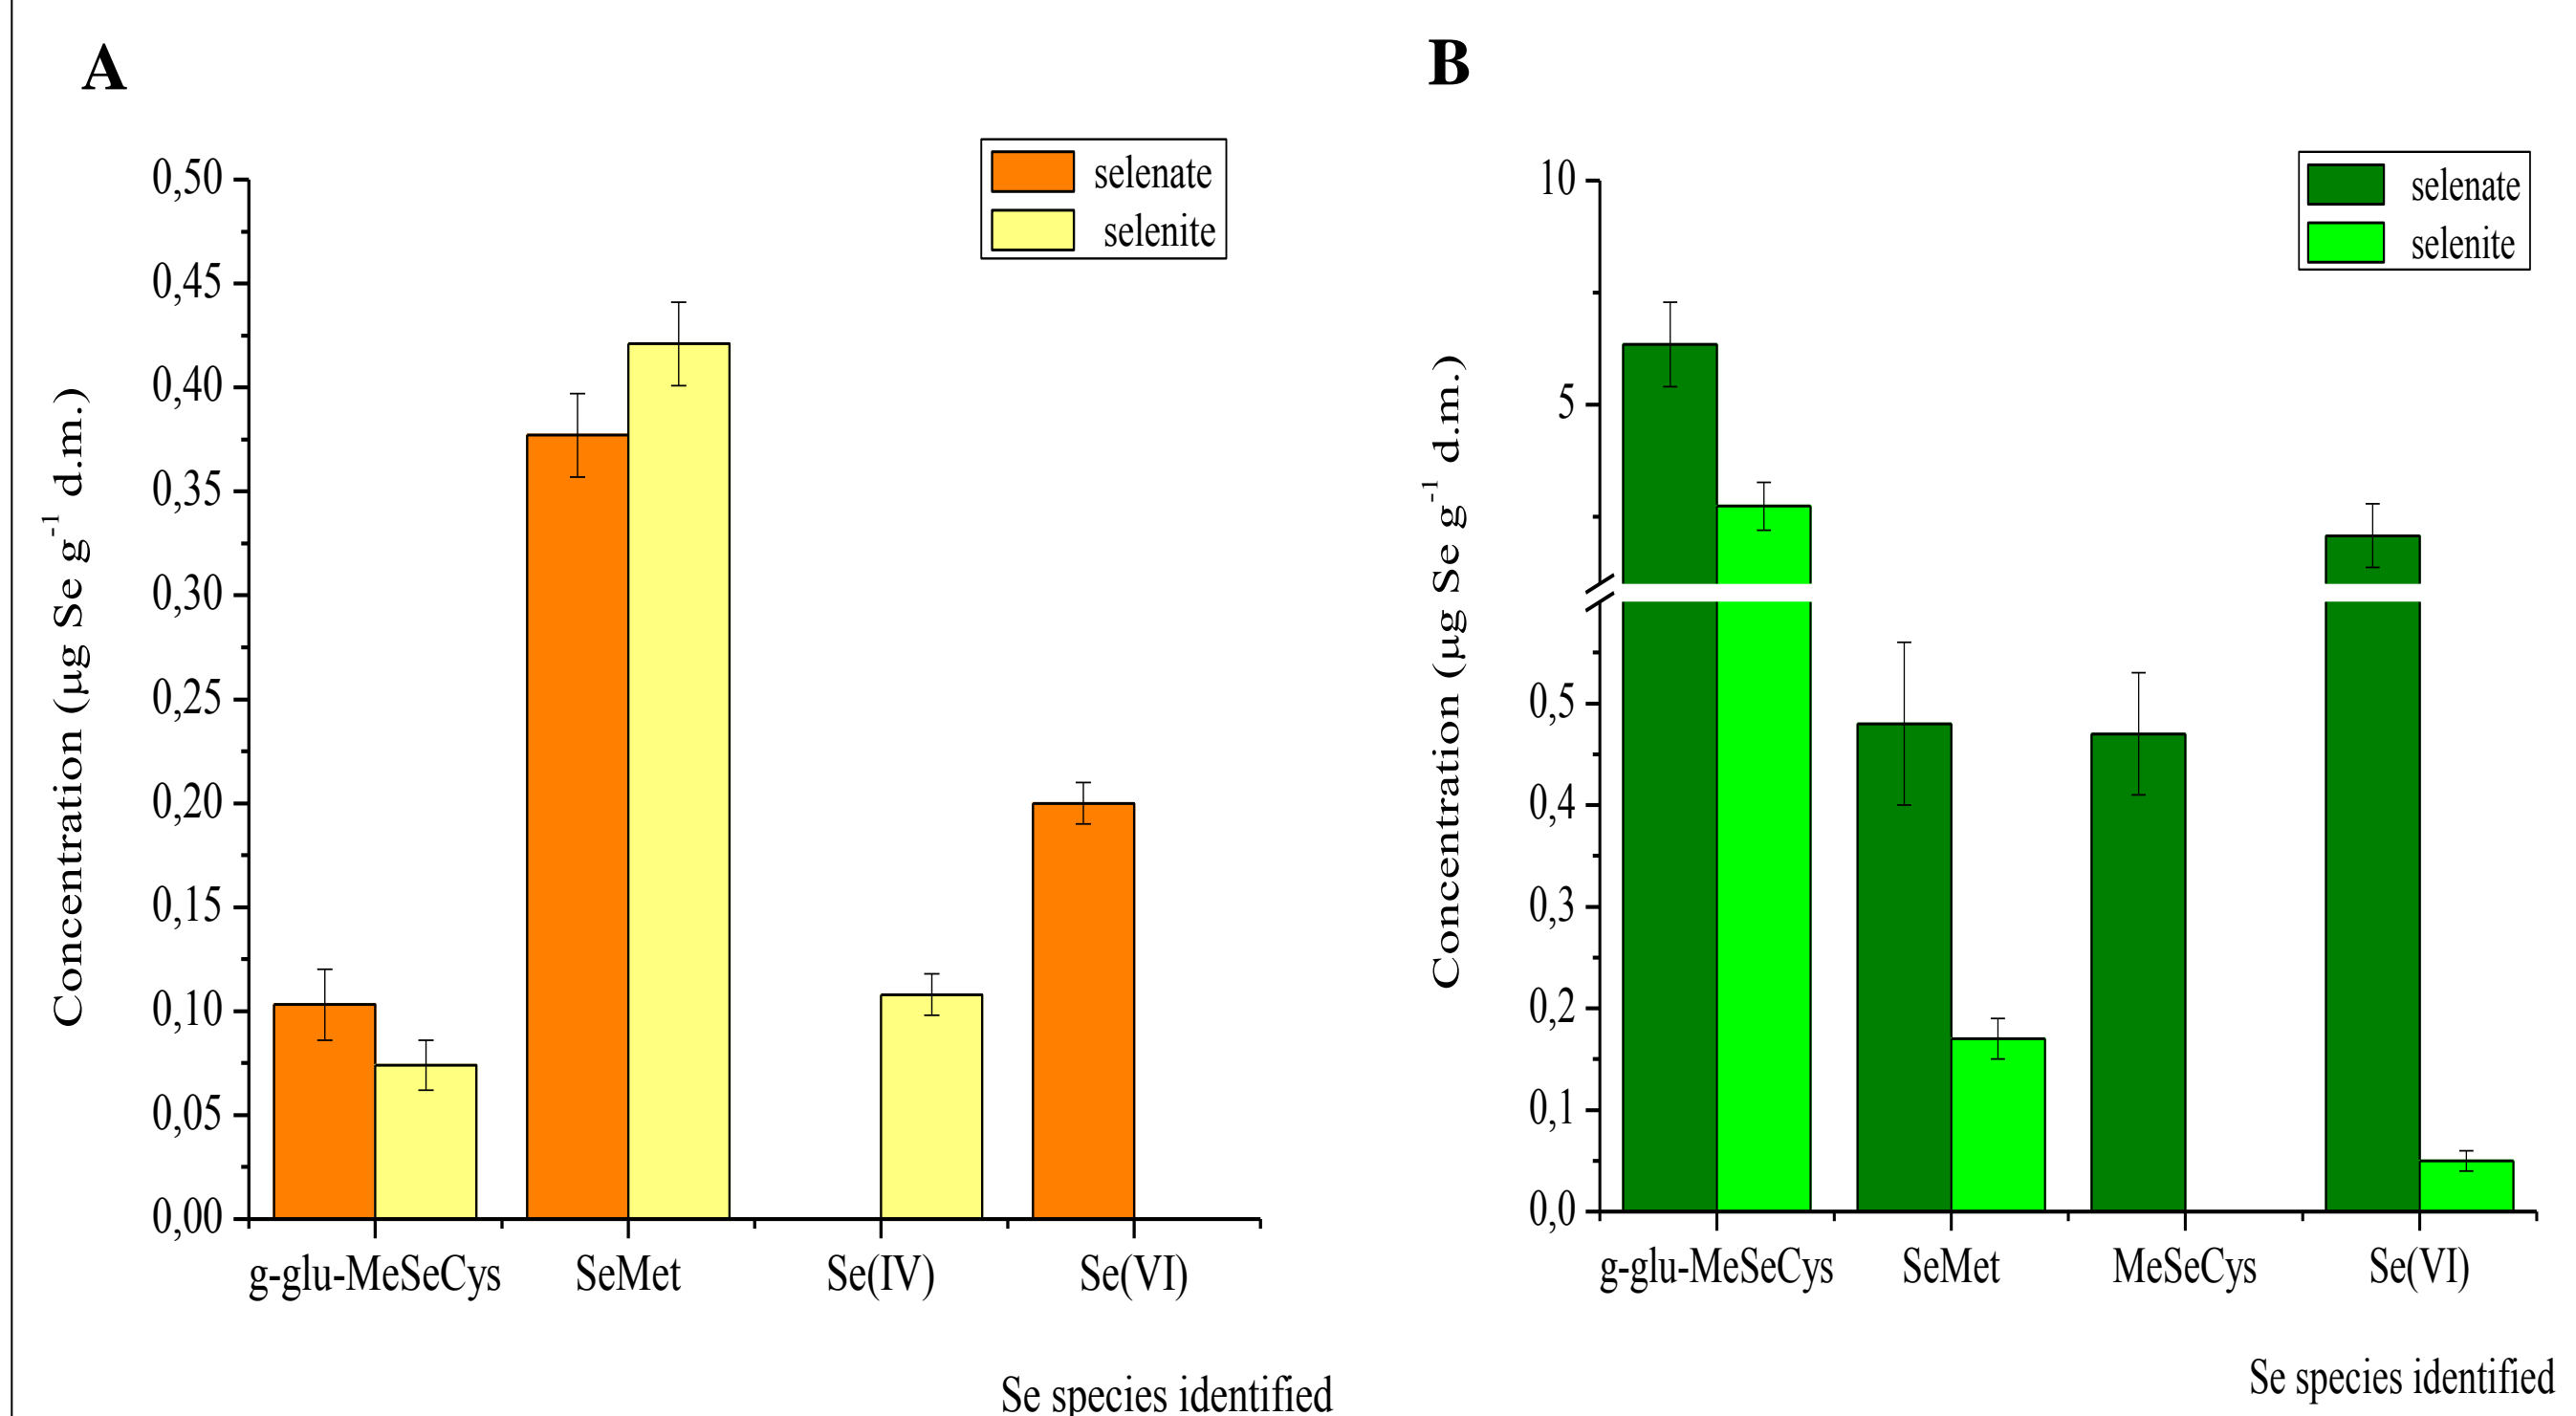 A
selenate
selenite
0,50
0,45
0,40
0,35
0,30
0,25
0,20
0,15
0,10
0,05
0,00
Concentration (µg Se g-1 d.m.)
g-glu-MeSeCys SeMet Se(IV) Se(VI)
Se species identified
B
selenate
selenite
10
5
0,5
0,4
0,3
0,2
0,1
0,0
Concentration (µg Se g-1 d.m.)
g-glu-MeSeCys SeMet MeSeCys Se(VI)
Se species identified